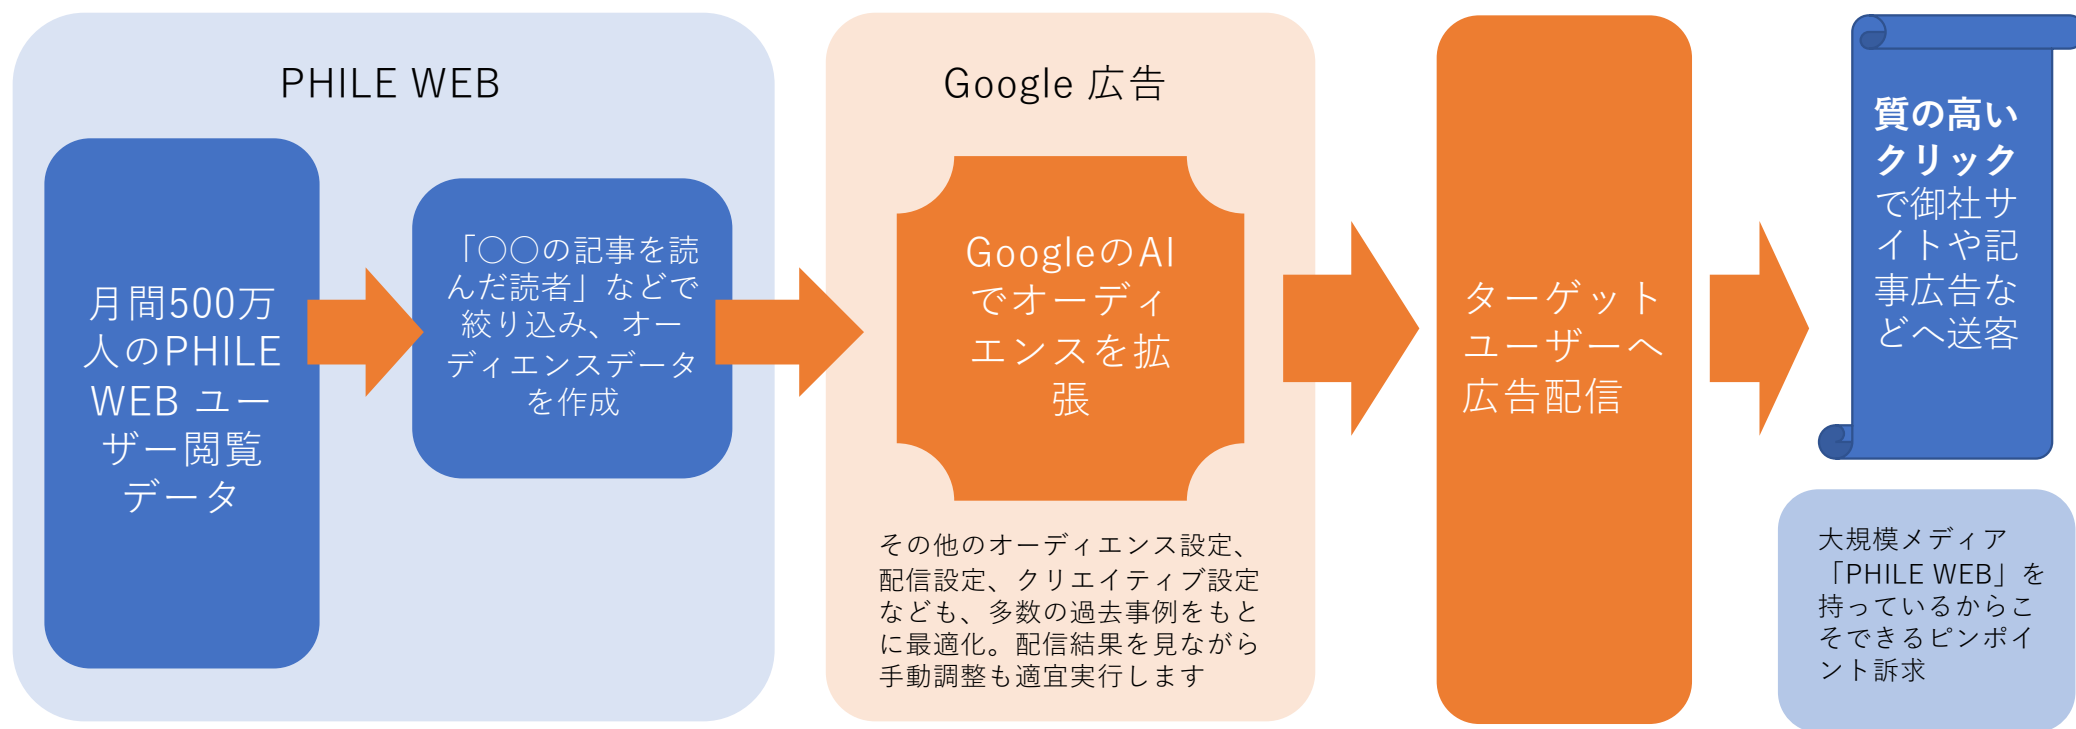 PHILE WEB
月間500万
人のPHILE
WEB ユー
ザー閲覧
データ
「〇〇の記事を読
んだ読者」などで
絞り込み、オー
ディエンスデータ
を作成
Google 広告
GoogleのAI
でオーディ
エンスを拡
張
その他のオーディエンス設定、
配信設定、クリエイティブ設定
なども、多数の過去事例をもと
に最適化。配信結果を見ながら
手動調整も適宜実行します
ターゲット
ユーザーへ
広告配信
質の高い
クリック
で御社サ
イトや記
事広告な
どへ送客
大規模メディア
「PHILE WEB」を
持っているからこ
そできるピンポイ
ント訴求